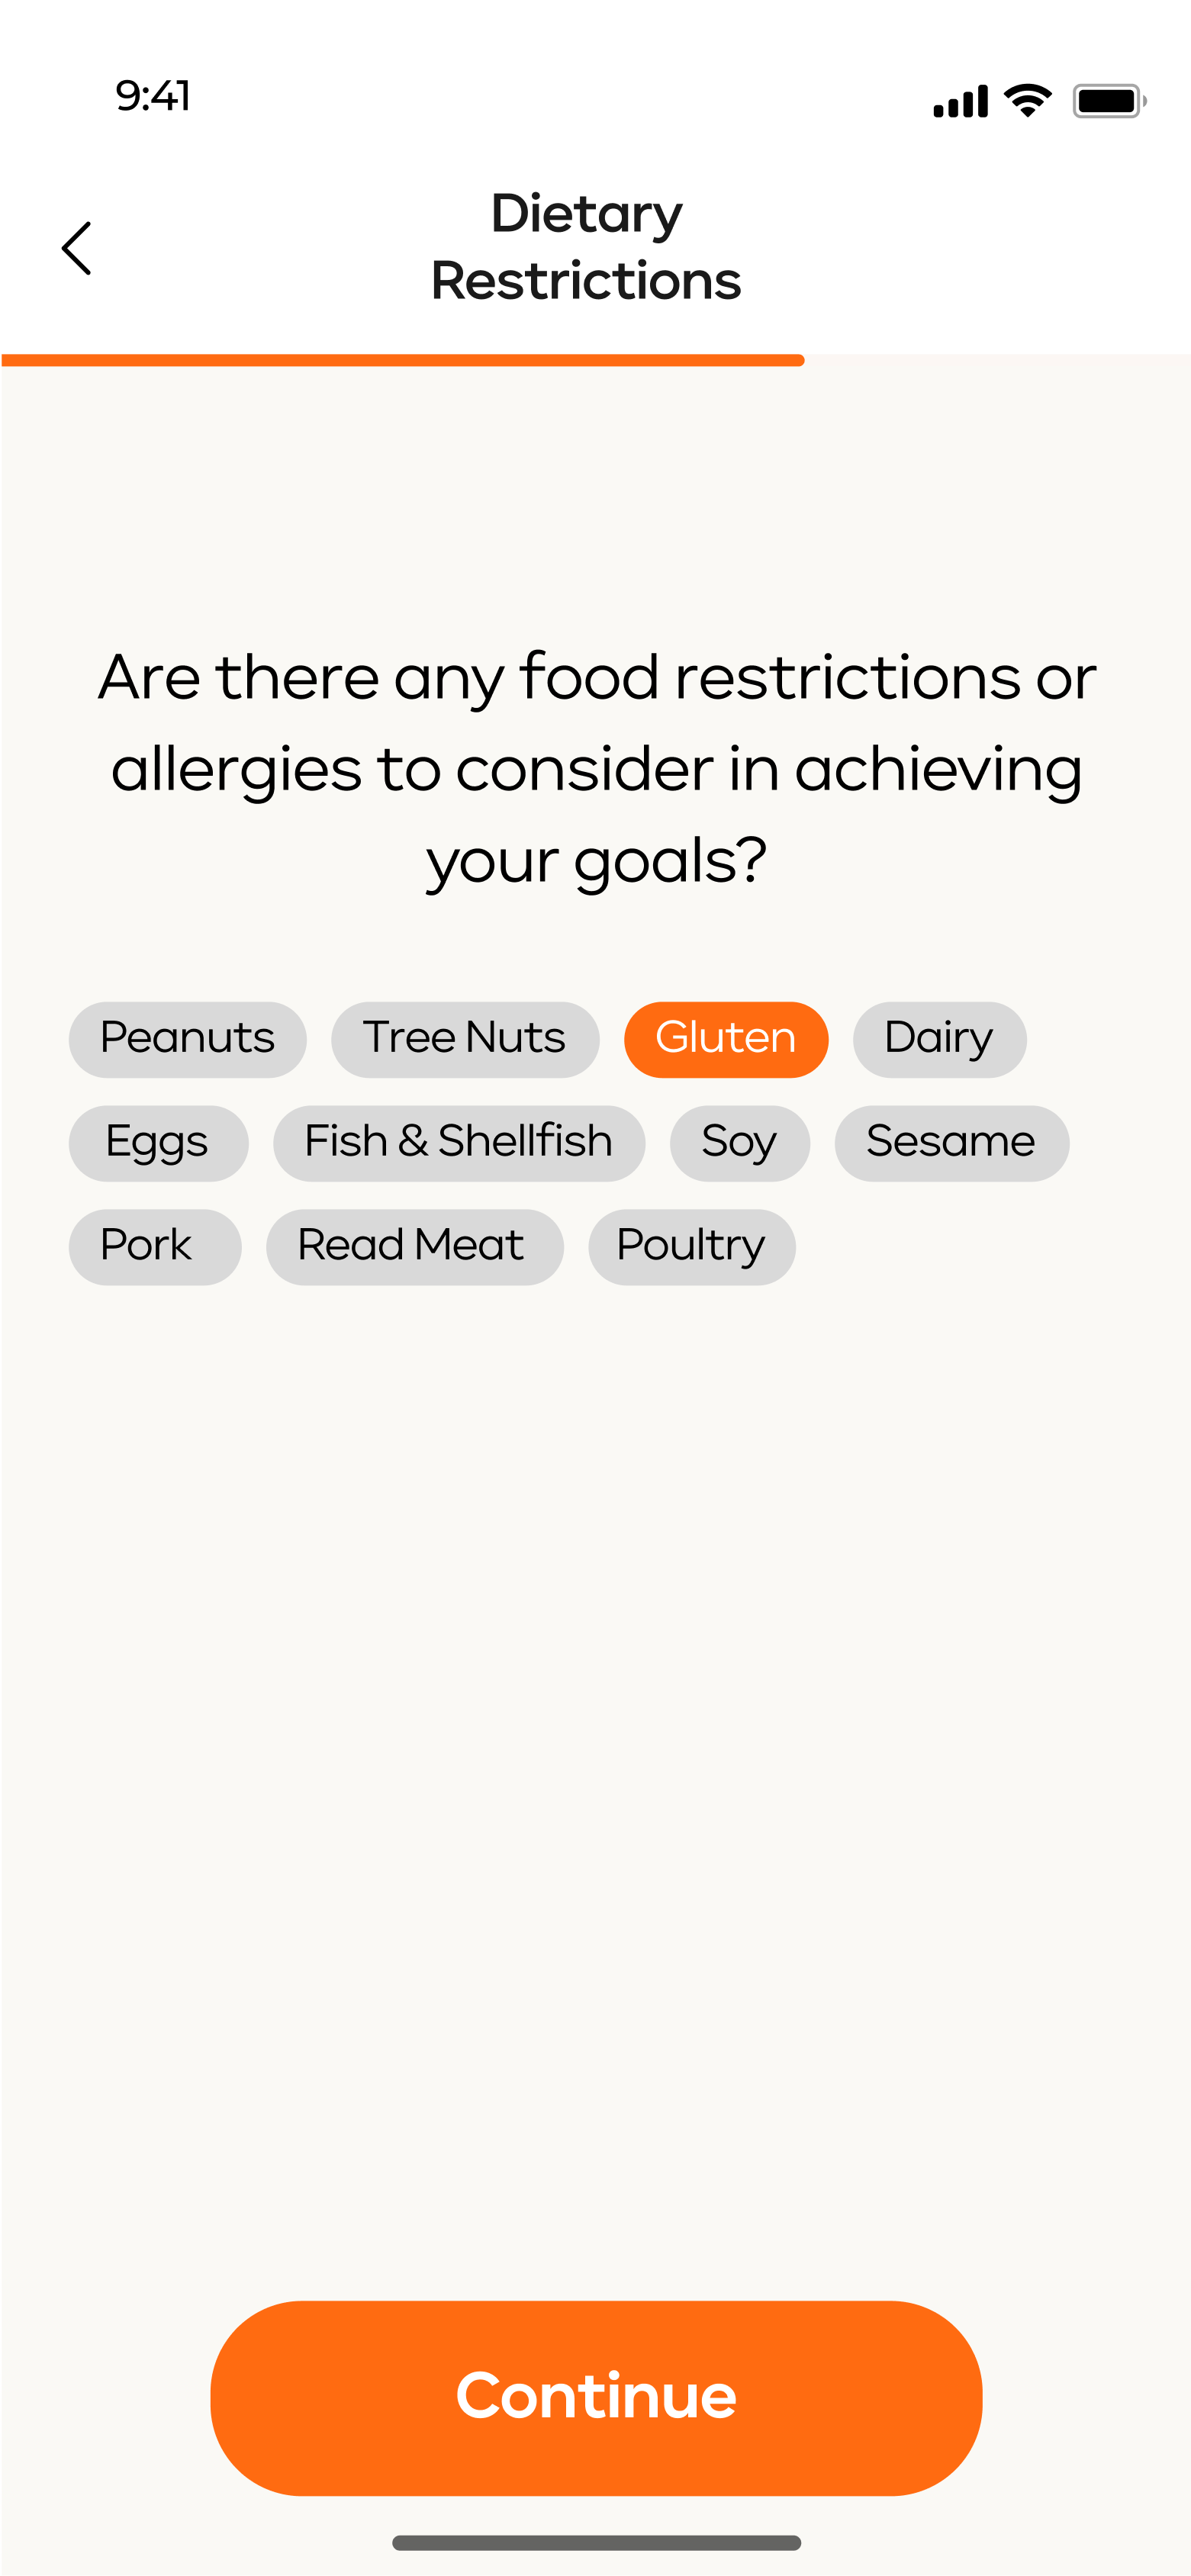 9:41
Dietary
Restrictions
Are there any food restrictions or
allergies to consider in achieving
your goals?
Peanuts Tree Nuts Gluten Dairy
Eggs Fish & Shellfish Soy Sesame
Pork Read Meat Poultry
Continue